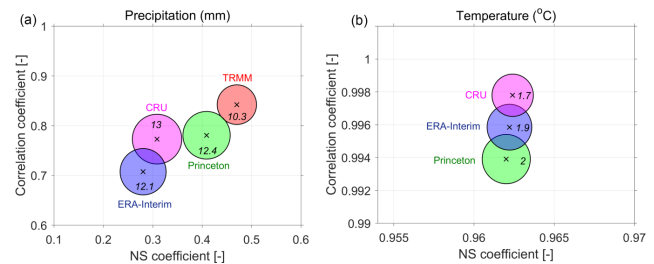 (a)
Precipitation (mm)
Correlation coefficient [-]
1
0.9
0.8
0.7
0.6
TRMM
10.3
CRU
13
12.4
Princeton
12.1
ERA-Interim
0.1
0.2
0.3
0.4
0.5
0.6
NS coefficient [-]
(b)
Temperature (°C)
Correlation coefficient [-]
1
0.998
0.996
0.994
0.992
0.99
CRU
1.7
ERA-Interim
1.9
Princeton
2
0.955
0.96
0.965
0.97
NS coefficient [-]